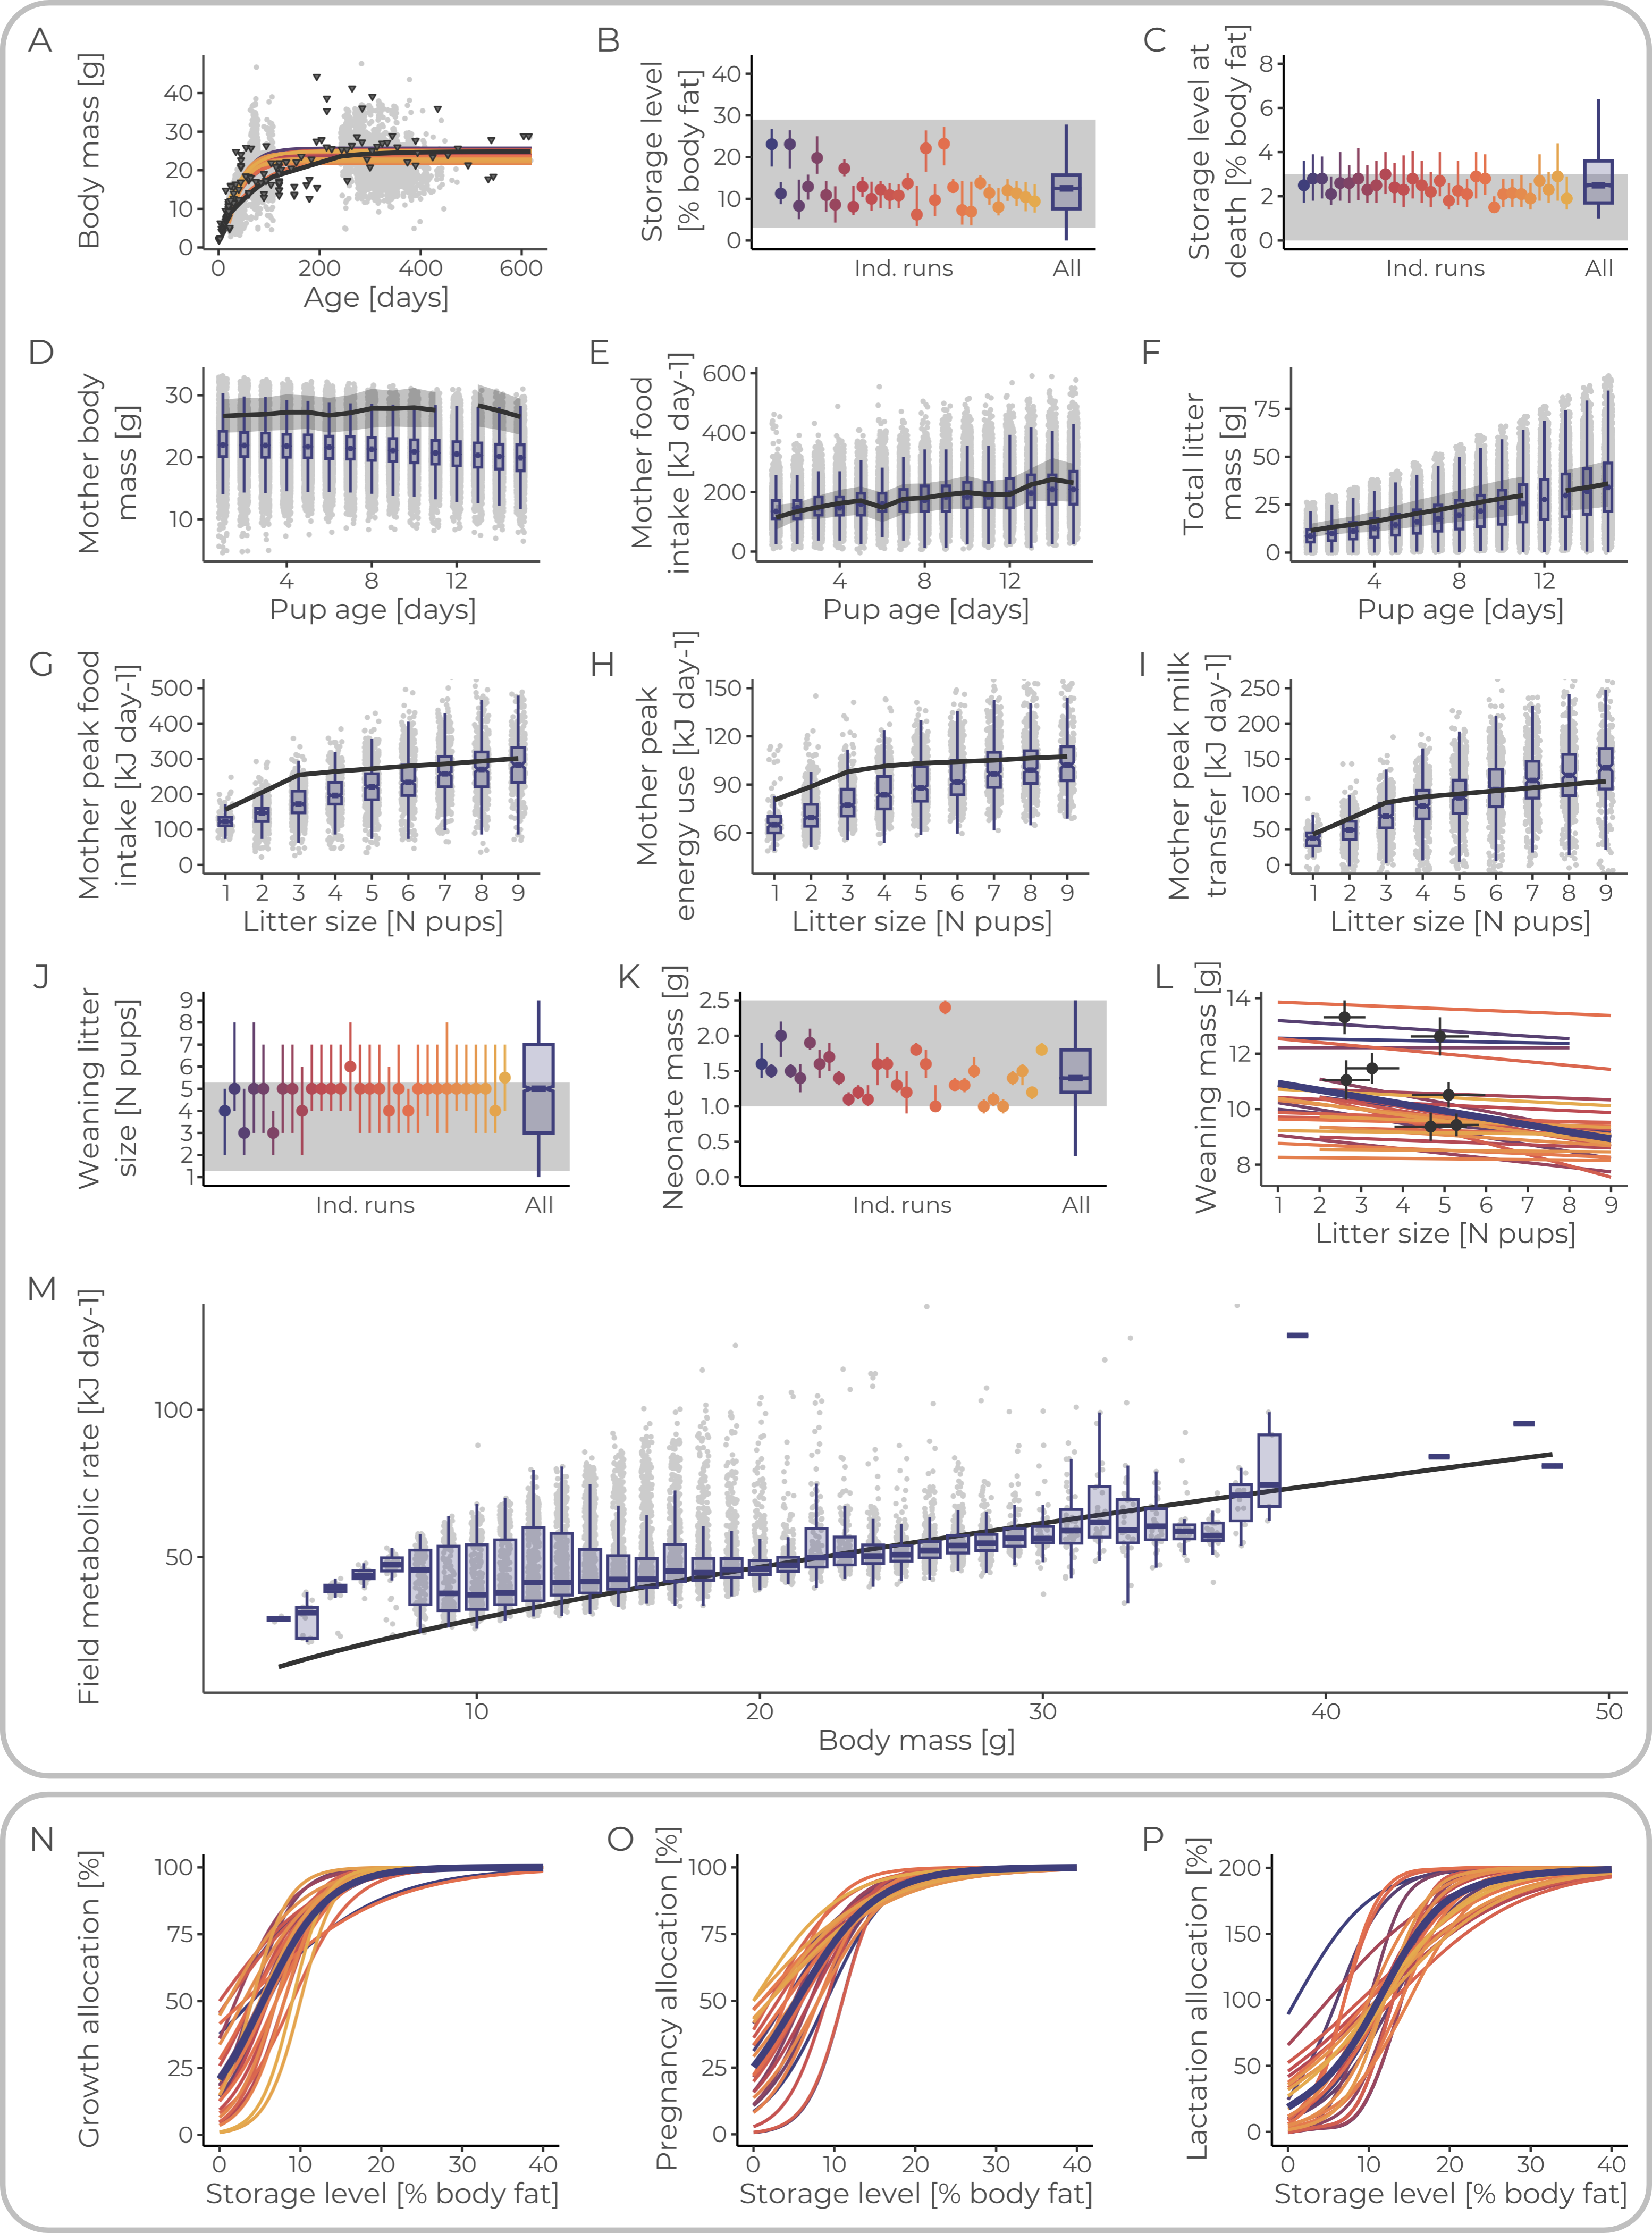 A
Body mass [g]
40
30
20
10
0
0 200 400 600
Age [days]
B
Storage level
[% body fat]
40
30
20
10
0
Ind. runs All
C
Storage level at
death [% body fat]
8
6
4
2
0
Ind. runs All
D
Mother body
mass [g]
30
20
10
4 8 12
Pup age [days]
E
Mother food
intake [kJ day-1]
600
400
200
0
4 8 12
Pup age [days]
F
Total litter
mass [g]
75
50
25
0
4 8 12
Pup age [days]
G
Mother peak food
intake [kJ day-1]
500
400
300
200
100
0
1 2 3 4 5 6 7 8 9
Litter size [N pups]
H
Mother peak
energy use [kJ day-1]
150
120
90
60
1 2 3 4 5 6 7 8 9
Litter size [N pups]
I
Mother peak milk
transfer [kJ day-1]
250
200
150
100
50
0
1 2 3 4 5 6 7 8 9
Litter size [N pups]
J
Weaning litter
size [N pups]
9
8
7
6
5
4
3
2
1
Ind. runs All
K
Neonate mass [g]
2.5
2.0
1.5
1.0
0.5
0.0
Ind. runs All
L
Weaning mass [g]
14
12
10
8
1 2 3 4 5 6 7 8 9
Litter size [N pups]
M
Field metabolic rate [kJ day-1]
100
50
10 20 30 40 50
Body mass [g]
N
Growth allocation [%]
100
75
50
25
0
0 10 20 30 40
Storage level [% body fat]
O
Pregnancy allocation [%]
100
75
50
25
0
0 10 20 30 40
Storage level [% body fat]
P
Lactation allocation [%]
200
150
100
50
0
0 10 20 30 40
Storage level [% body fat]